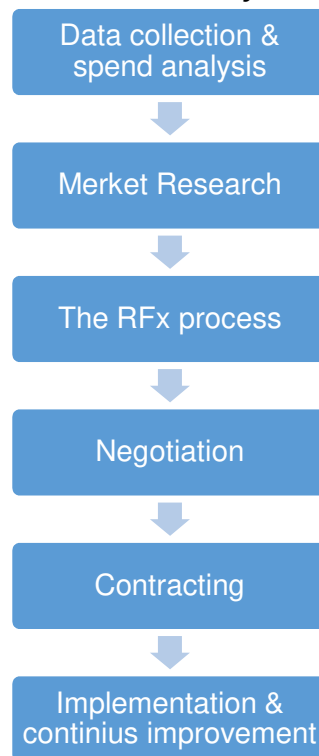 Data collection &
spend analysis
Merket Research
The RFx process
Negotiation
Contracting
Implementation &
continius improvement